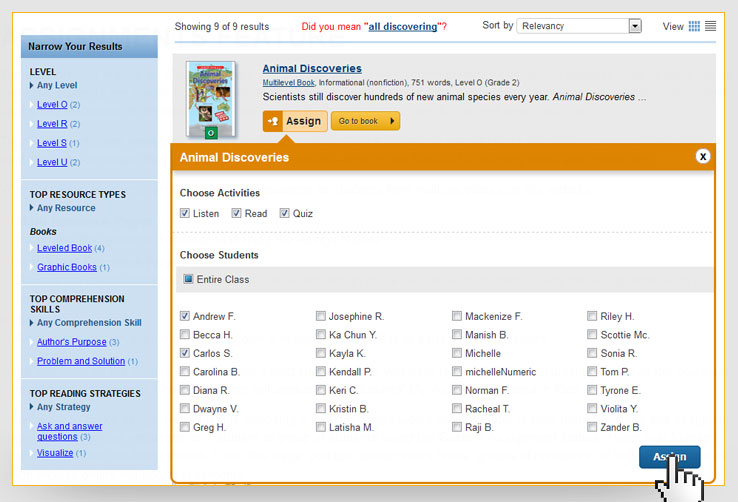 Showing 9 of 9 results
Did you mean "all discovering"?
Sort by
Relevancy
View
Narrow Your Results
LEVEL
Any Level
Level O (2)
Level R (2)
Level S (1)
Level U (2)
TOP RESOURCE TYPES
Any Resource
Books
Leveled Book (4)
Graphic Books (1)
TOP COMPREHENSION
SKILLS
Any Comprehension Skill
Author's Purpose (3)
Problem and Solution (1)
TOP READING STRATEGIES
Any Strategy
Ask and answer
questions (3)
Visualize (1)
Animal
Discoveries
O
Animal Discoveries
Multilevel Book, Informational (nonfiction), 751 words, Level O (Grade 2)
Scientists still discover hundreds of new animal species every year. Animal Discoveries ...
Assign
Go to book
Animal Discoveries
X
Choose Activities
Listen Read Quiz
Choose Students
Entire Class
Andrew F. Josephine R. Mackenize F. Riley H.
Becca H. Ka Chun Y. Manish B. Scottie Mc.
Carlos S. Kayla K. Michelle Sonia R.
Carolina B. Kendall P. michelleNumeric Tom P.
Diana R. Keri C. Norman F. Tyrone E.
Dwayne V. Kristin B. Racheal T. Violita Y.
Greg H. Latisha M. Raji B. Zander B.
Assign